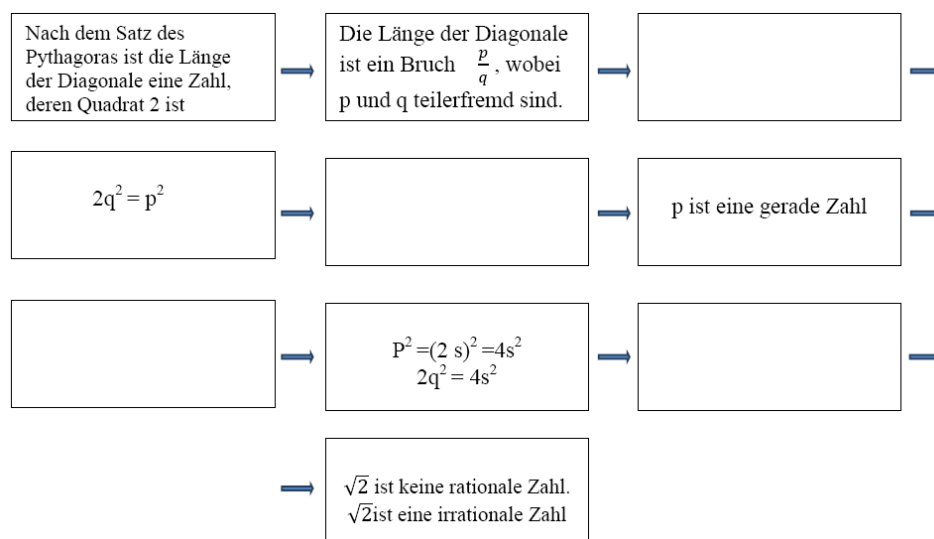 Nach dem Satz des
Pythagoras ist die Länge
der Diagonale eine Zahl,
deren Quadrat 2 ist
Die Länge der Diagonale
ist ein Bruch p/q , wobei
p und q teilerfremd sind.
2q² = p²
p ist eine gerade Zahl
P² =(2 s)² =4s²
2q² = 4s²
√2 ist keine rationale Zahl.
√2ist eine irrationale Zahl